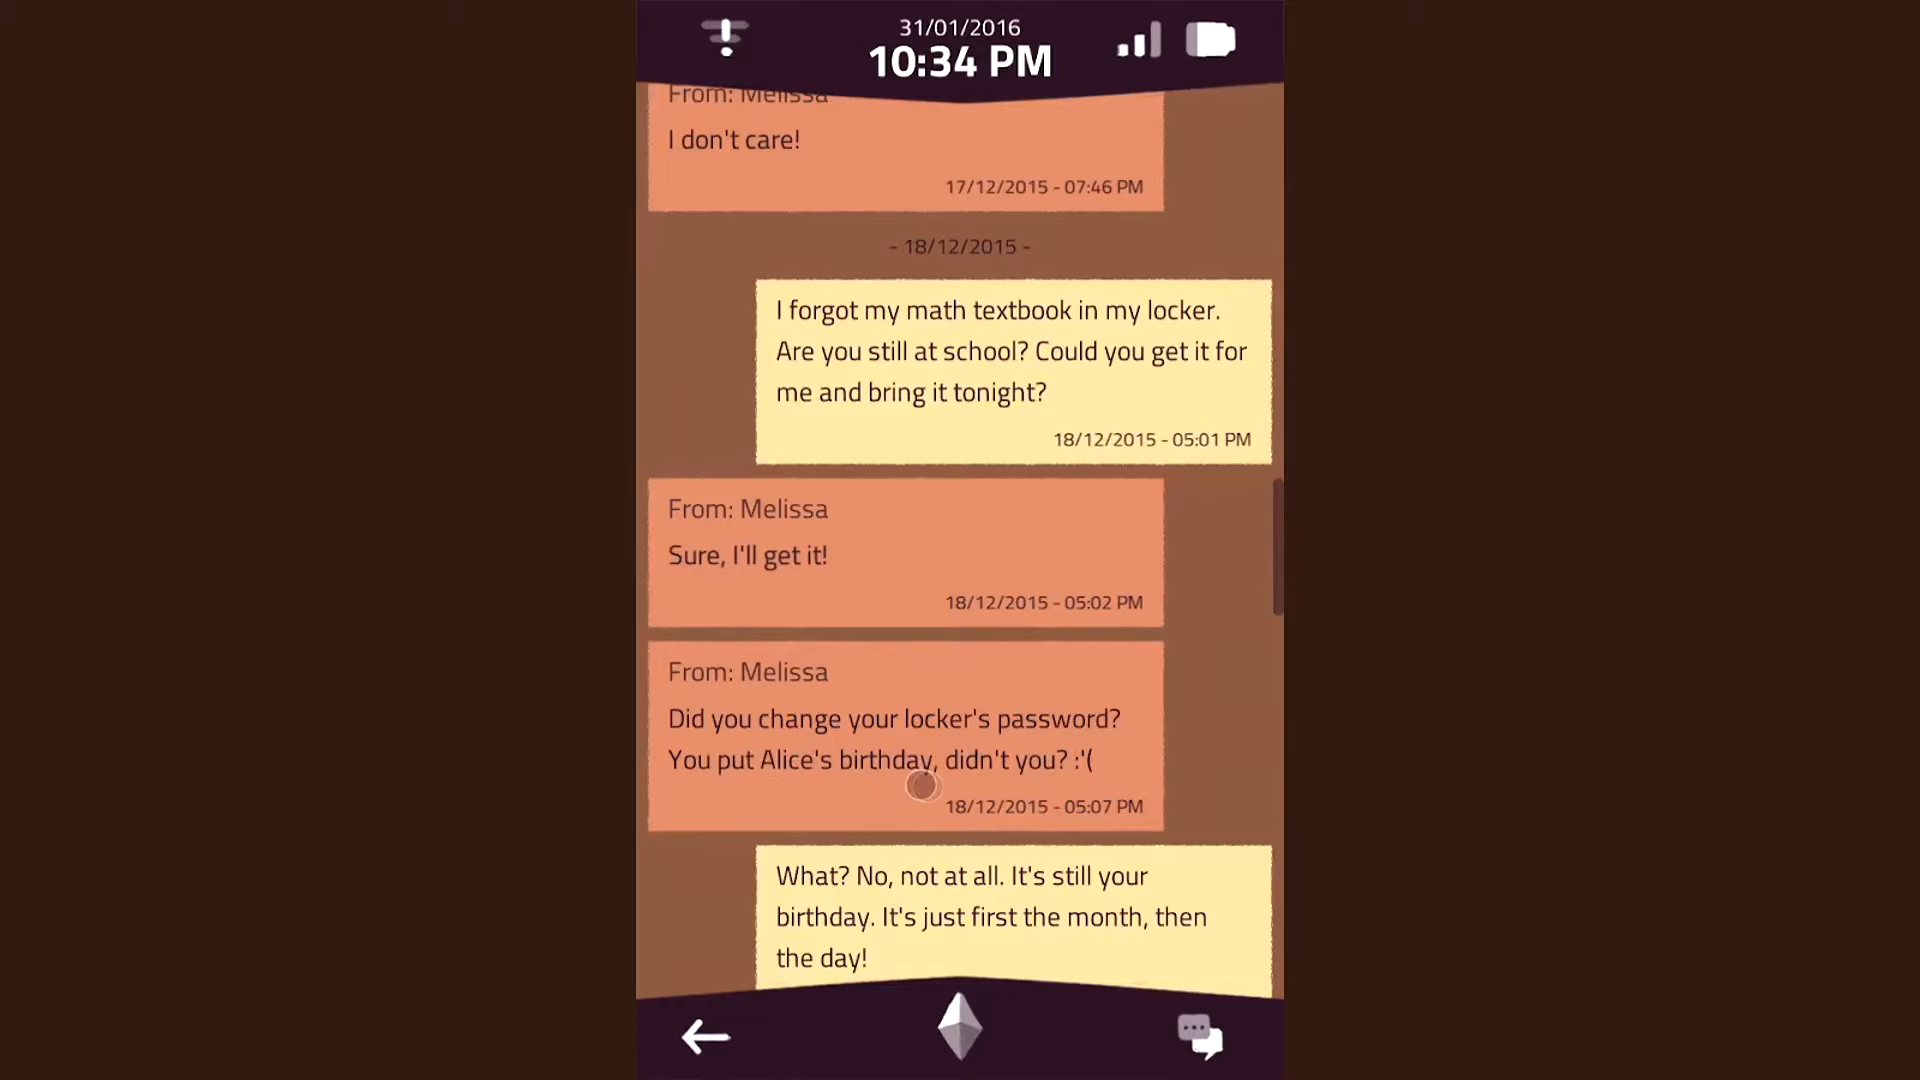 31/01/2016
10:34 PM
From: Melissa
I don't care!
17/12/2015 - 07:46 PM
- 18/12/2015 -
I forgot my math textbook in my locker.
Are you still at school? Could you get it for
me and bring it tonight?
18/12/2015 - 05:01 PM
From: Melissa
Sure, I'll get it!
18/12/2015 - 05:02 PM
From: Melissa
Did you change your locker's password?
You put Alice's birthday, didn't you? :'(
18/12/2015 - 05:07 PM
What? No, not at all. It's still your
birthday. It's just first the month, then
the day!